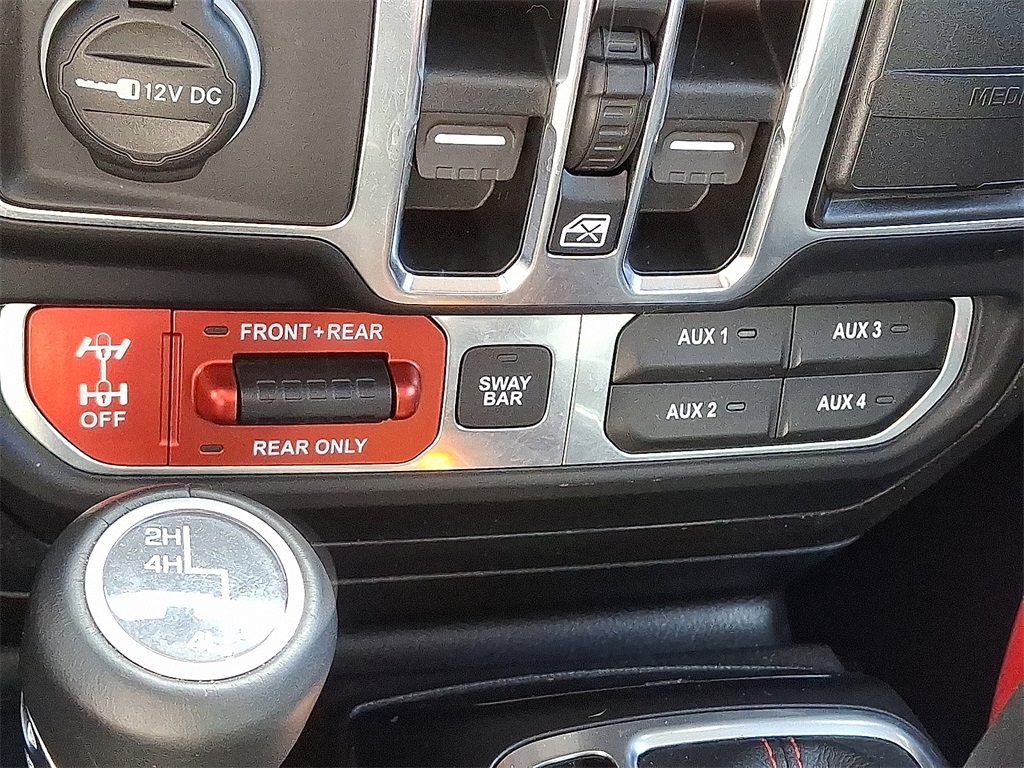 12V DC
FRONT+REAR
OFF
REAR ONLY
SWAY
BAR
AUX 1
AUX 3
AUX 2
AUX 4
2H
4H